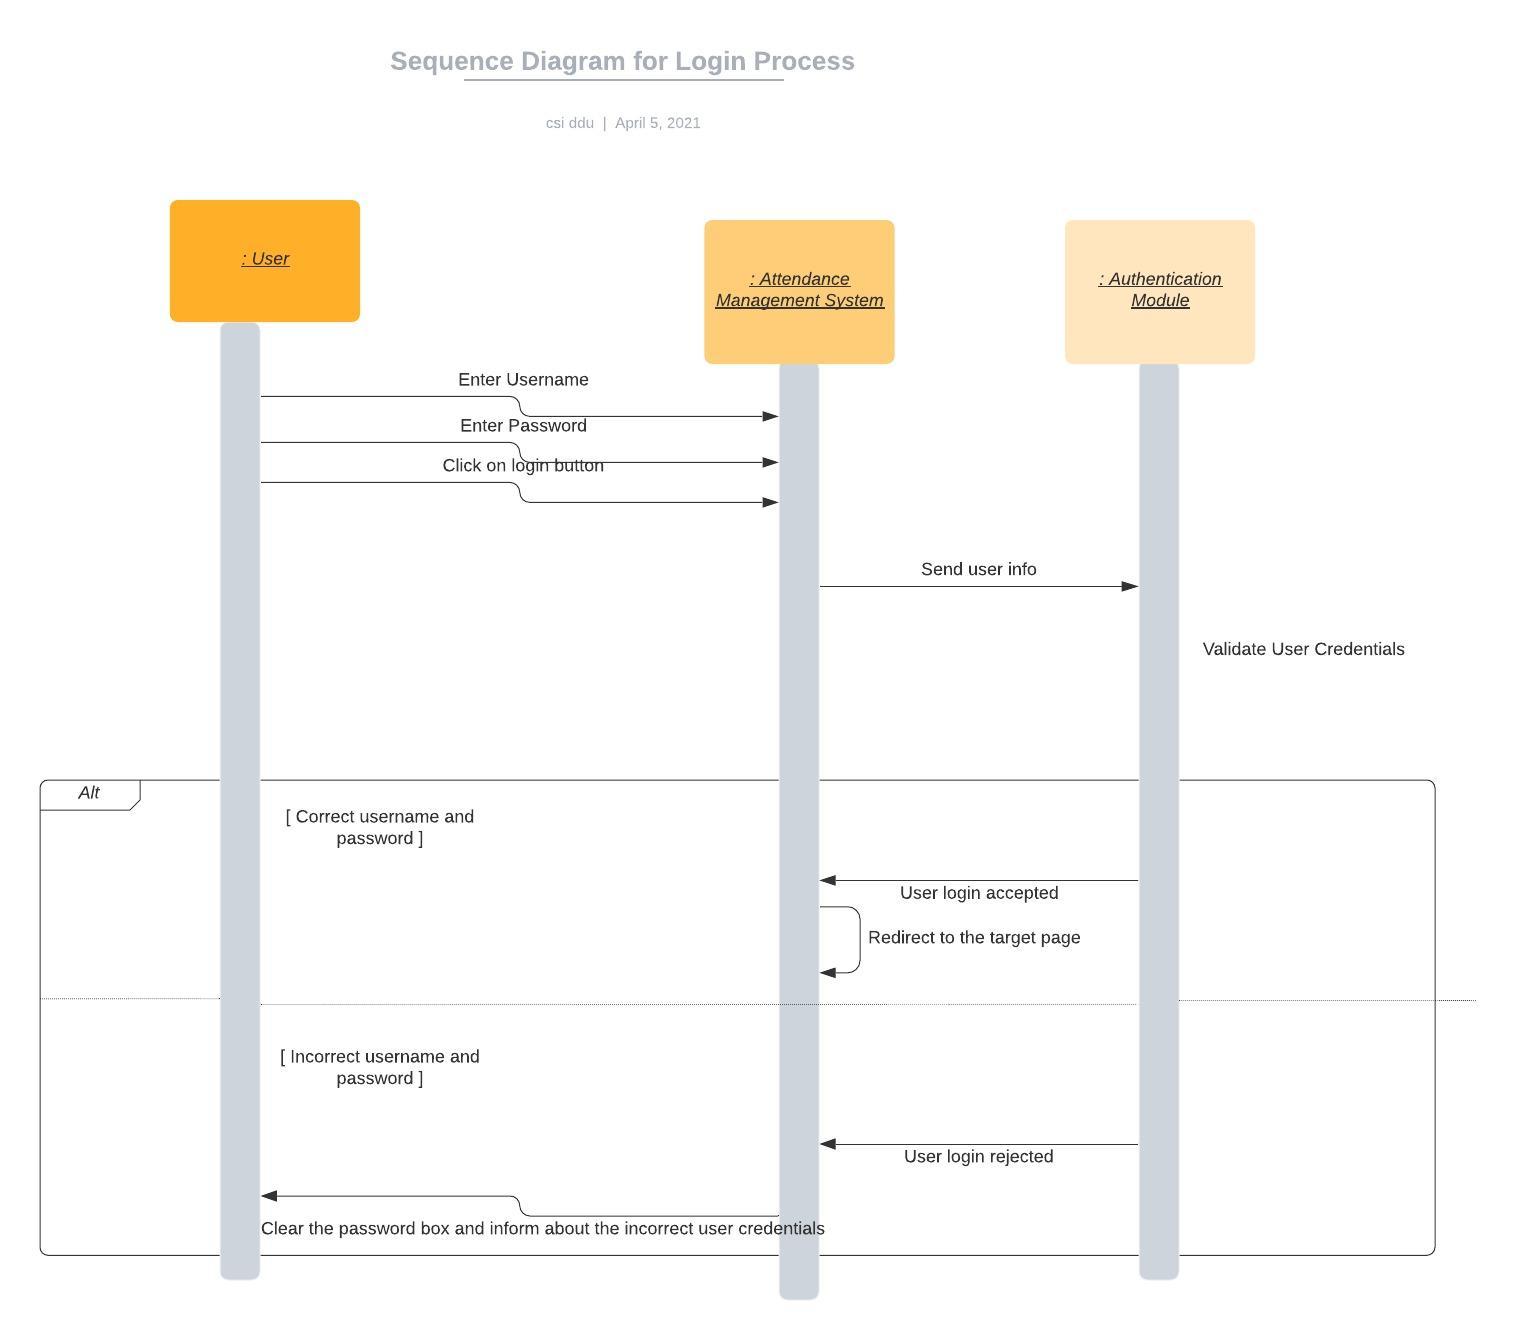 Sequence Diagram for Login Process
csi ddu | April 5, 2021
: User
: Attendance
Management System
: Authentication
Module
Enter Username
Enter Password
Click on login button
Send user info
Validate User Credentials
Alt
[ Correct username and
password ]
User login accepted
Redirect to the target page
[ Incorrect username and
password ]
User login rejected
Clear the password box and inform about the incorrect user credentials